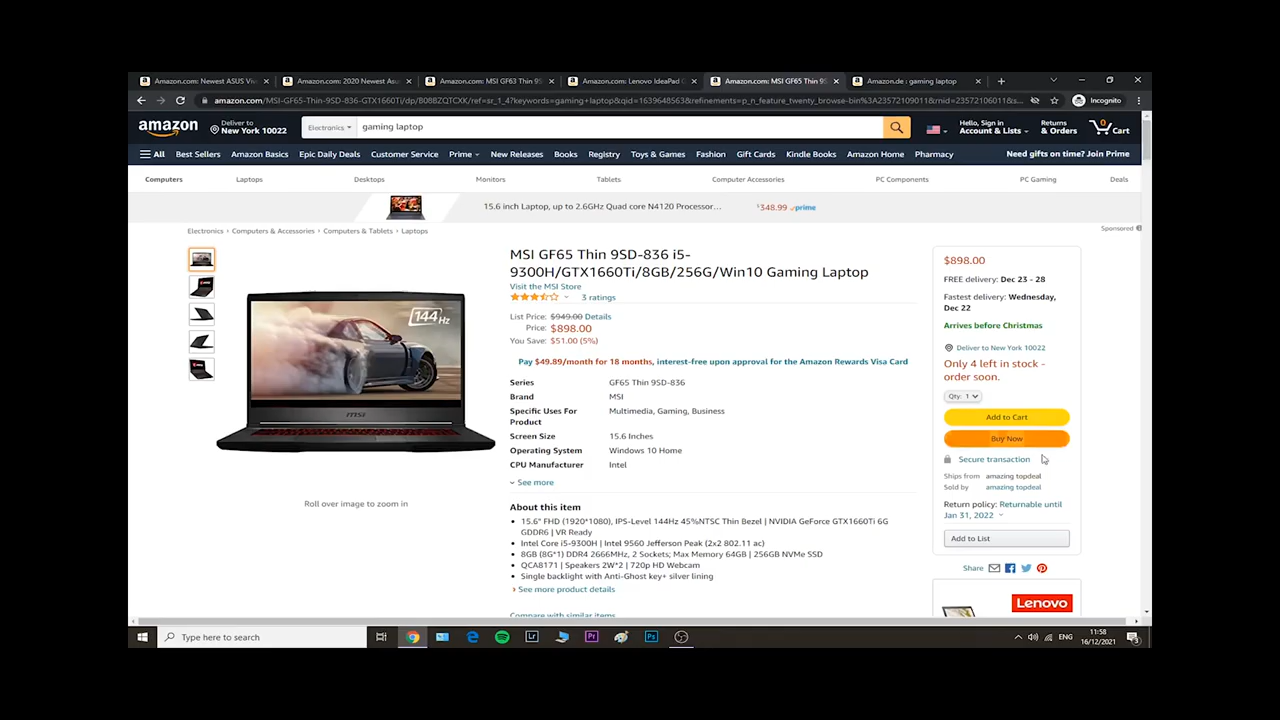 Amazon.com: Newest ASUS Viv
Amazon.com: 2020 Newest Asu
Amazon.com: MSI GF63 Thin 9S
Amazon.com: Lenovo IdeaPad G
Amazon.com: MSI GF65 Thin 9S
Amazon.de : gaming laptop
Incognito
amazon
Deliver to
New York 10022
Electronics
gaming laptop
Hello, Sign in
Account & Lists
Returns
& Orders
0
Cart
All
Best Sellers
Amazon Basics
Epic Daily Deals
Customer Service
Prime
New Releases
Books
Registry
Toys & Games
Fashion
Gift Cards
Kindle Books
Amazon Home
Pharmacy
Need gifts on time? Join Prime
Computers
Laptops
Desktops
Monitors
Tablets
Computer Accessories
PC Components
PC Gaming
Deals
15.6 inch Laptop, up to 2.6GHz Quad core N4120 Processor...
$348.99 prime
Sponsored
Electronics › Computers & Accessories › Computers & Tablets › Laptops
144Hz
msi
Roll over image to zoom in
MSI GF65 Thin 9SD-836 i5-
9300H/GTX1660Ti/8GB/256G/Win10 Gaming Laptop
Visit the MSI Store
3 ratings
List Price: $949.00 Details
Price: $898.00
You Save: $51.00 (5%)
Pay $49.89/month for 18 months, interest-free upon approval for the Amazon Rewards Visa Card
Series GF65 Thin 9SD-836
Brand MSI
Specific Uses For Multimedia, Gaming, Business
Product
Screen Size 15.6 Inches
Operating System Windows 10 Home
CPU Manufacturer Intel
See more
About this item
15.6" FHD (1920*1080), IPS-Level 144Hz 45%NTSC Thin Bezel | NVIDIA GeForce GTX1660Ti 6G
GDDR6 | VR Ready
Intel Core i5-9300H | Intel 9560 Jefferson Peak (2x2 802.11 ac)
8GB (8G*1) DDR4 2666MHz, 2 Sockets; Max Memory 64GB | 256GB NVMe SSD
QCA8171 | Speakers 2W*2 | 720p HD Webcam
Single backlight with Anti-Ghost key+ silver lining
› See more product details
Compare with similar items
$898.00
FREE delivery: Dec 23 - 28
Fastest delivery: Wednesday,
Dec 22
Arrives before Christmas
Deliver to New York 10022
Only 4 left in stock -
order soon.
Qty: 1
Add to Cart
Buy Now
Secure transaction
Ships from amazing topdeal
Sold by amazing topdeal
Return policy: Returnable until
Jan 31, 2022
Add to List
Share
Lenovo
Type here to search
Lr
Pr
Ps
ENG
11:58
16/12/2021